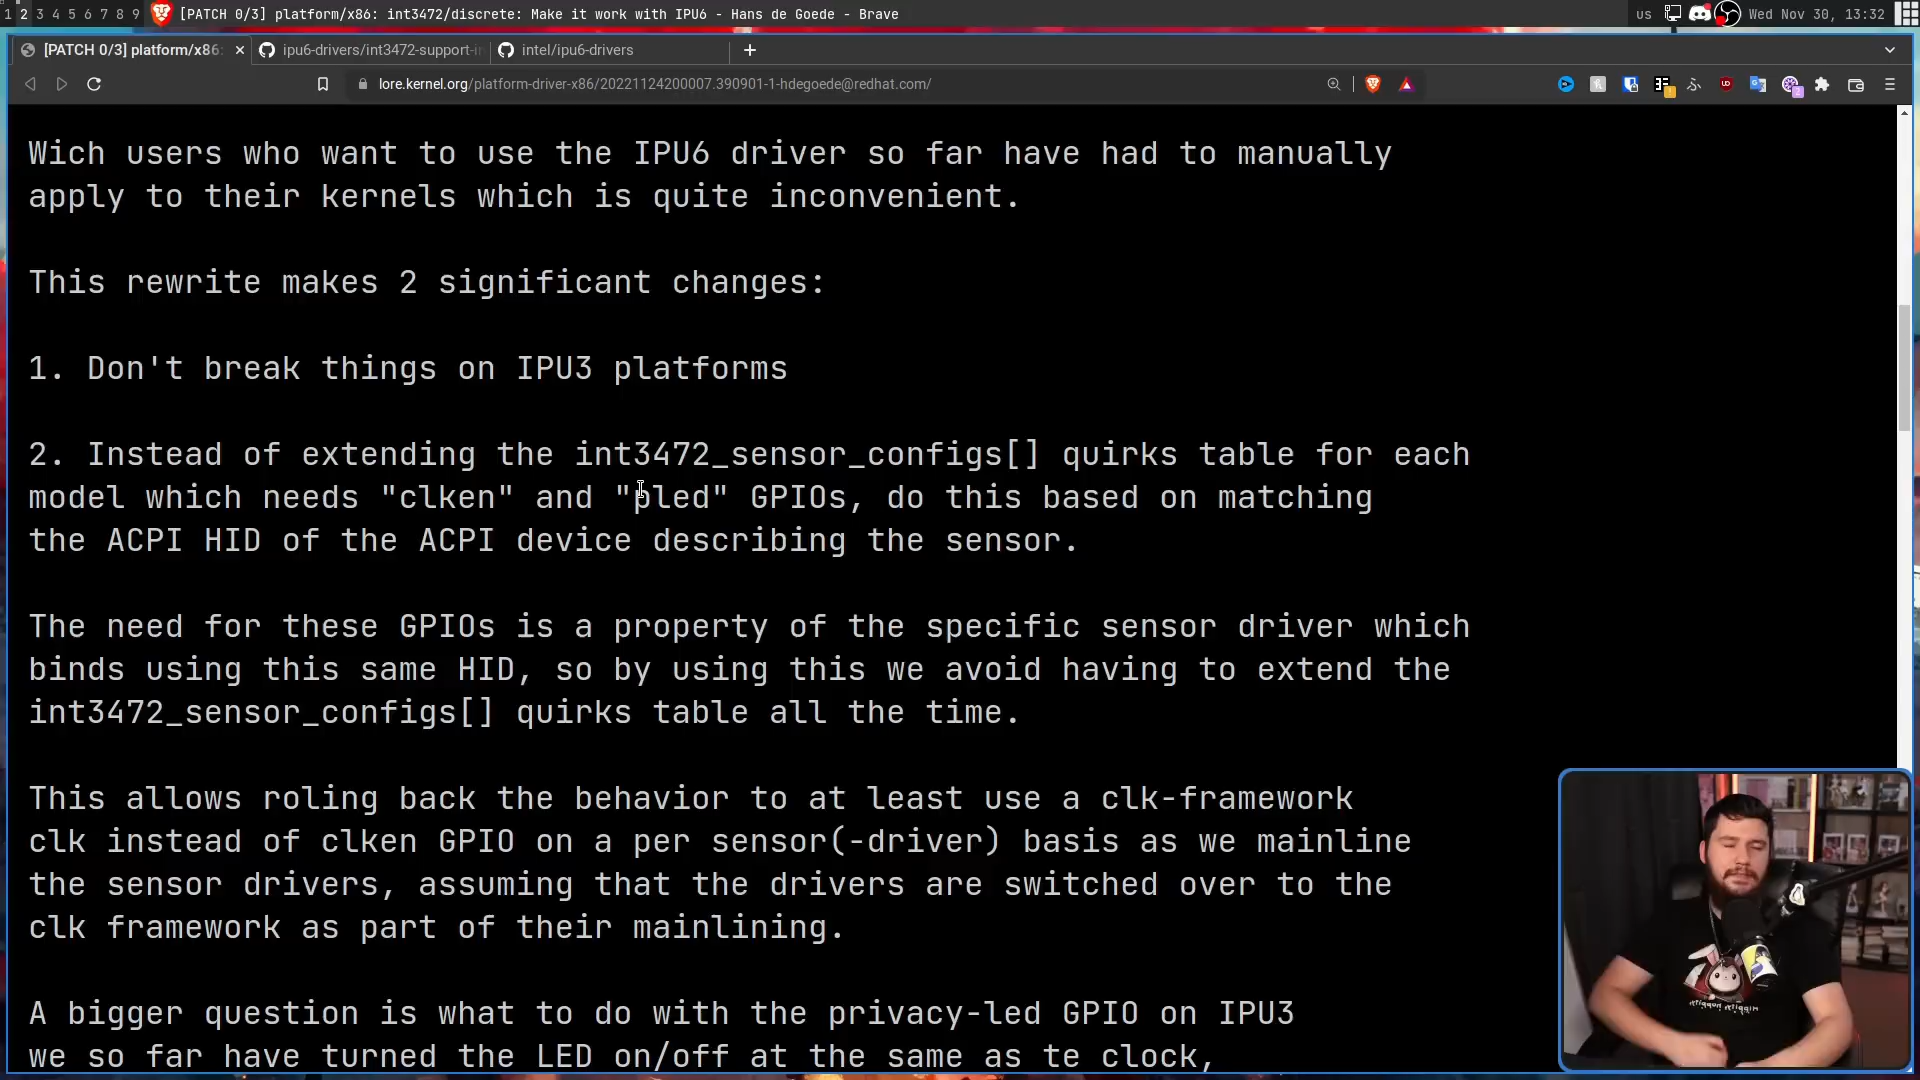 1 2 3 4 5 6 7 8 9 [PATCH 0/3] platform/x86: int3472/discrete: Make it work with IPU6 - Hans de Goede - Brave us Wed Nov 30, 13:32
[PATCH 0/3] platform/x86: ipu6-drivers/int3472-support-i intel/ipu6-drivers
lore.kernel.org/platform-driver-x86/20221124200007.390901-1-hdegoede@redhat.com/
Wich users who want to use the IPU6 driver so far have had to manually
apply to their kernels which is quite inconvenient.
This rewrite makes 2 significant changes:
1. Don't break things on IPU3 platforms
2. Instead of extending the int3472_sensor_configs[] quirks table for each
model which needs "clken" and "pled" GPIOs, do this based on matching
the ACPI HID of the ACPI device describing the sensor.
The need for these GPIOs is a property of the specific sensor driver which
binds using this same HID, so by using this we avoid having to extend the
int3472_sensor_configs[] quirks table all the time.
This allows roling back the behavior to at least use a clk-framework
clk instead of clken GPIO on a per sensor(-driver) basis as we mainline
the sensor drivers, assuming that the drivers are switched over to the
clk framework as part of their mainlining.
A bigger question is what to do with the privacy-led GPIO on IPU3
we so far have turned the LED on/off at the same as te clock,